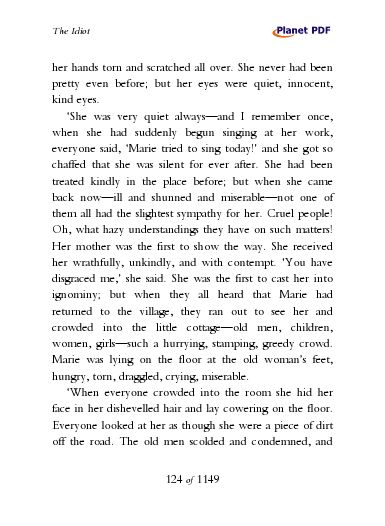 The Idiot
Planet PDF
her hands torn and scratched all over. She never had been
pretty even before; but her eyes were quiet, innocent,
kind eyes.
‘She was very quiet always—and I remember once,
when she had suddenly begun singing at her work,
everyone said, ‘Marie tried to sing today!’ and she got so
chaffed that she was silent for ever after. She had been
treated kindly in the place before; but when she came
back now—ill and shunned and miserable—not one of
them all had the slightest sympathy for her. Cruel people!
Oh, what hazy understandings they have on such matters!
Her mother was the first to show the way. She received
her wrathfully, unkindly, and with contempt. ‘You have
disgraced me,’ she said. She was the first to cast her into
ignominy; but when they all heard that Marie had
returned to the village, they ran out to see her and
crowded into the little cottage—old men, children,
women, girls—such a hurrying, stamping, greedy crowd.
Marie was lying on the floor at the old woman’s feet,
hungry, torn, draggled, crying, miserable.
‘When everyone crowded into the room she hid her
face in her dishevelled hair and lay cowering on the floor.
Everyone looked at her as though she were a piece of dirt
off the road. The old men scolded and condemned, and
124 of 1149